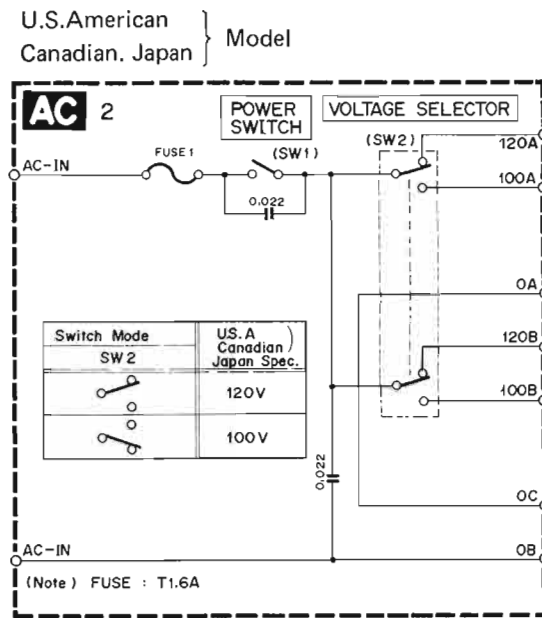 U.S.American
Canadian. Japan } Model
AC 2
POWER SWITCH
VOLTAGE SELECTOR
(SW1)
(SW2)
120A
AC-IN
FUSE1
100A
0.022
0A
120B
Switch Mode
SW2
U.S.A
Canadian
Japan Spec.
120V
100V
100B
0.022
0C
AC-IN
0B
(Note) FUSE : T1.6A